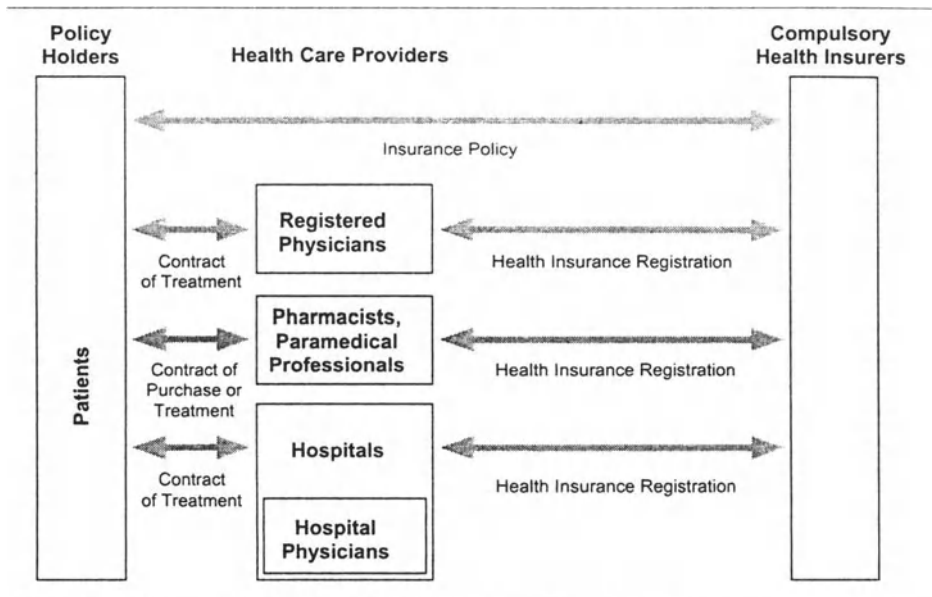 Policy
Holders
Health Care Providers
Compulsory
Health Insurers
Insurance Policy
Registered
Physicians
Contract
of Treatment
Health Insurance Registration
Pharmacists,
Paramedical
Professionals
Contract of
Purchase or
Treatment
Health Insurance Registration
Patients
Hospitals
Contract
of Treatment
Health Insurance Registration
Hospital
Physicians